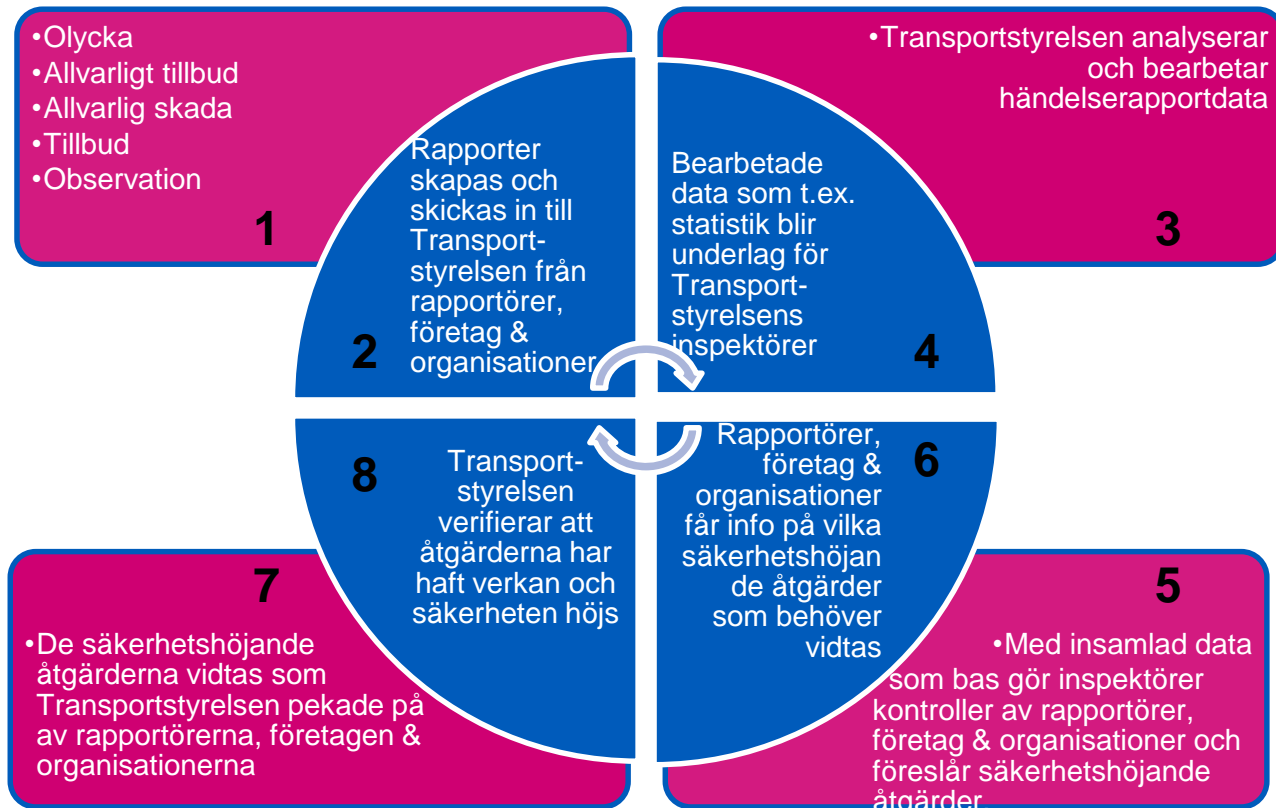 •Olycka
•Allvarligt tillbud
•Allvarlig skada
•Tillbud
•Observation
1
Rapporter
skapas och
skickas in till
Transport-
styrelsen från
rapportörer,
företag &
organisationer
2
•Transportstyrelsen analyserar
och bearbetar
händelserapportdata
3
Bearbetade
data som t.ex.
statistik blir
underlag för
Transport-
styrelsens
inspektörer
4
5
•Med insamlad data
som bas gör inspektörer
kontroller av rapportörer,
företag & organisationer och
föreslår säkerhetshöjande
åtgärder.
Rapportörer,
företag &
organisationer
får info på vilka
säkerhetshöjan
de åtgärder
som behöver
vidtas
6
7
•De säkerhetshöjande
åtgärderna vidtas som
Transportstyrelsen pekade på
av rapportörerna, företagen &
organisationerna
8
Transport-
styrelsen
verifierar att
åtgärderna har
haft verkan och
säkerheten höjs